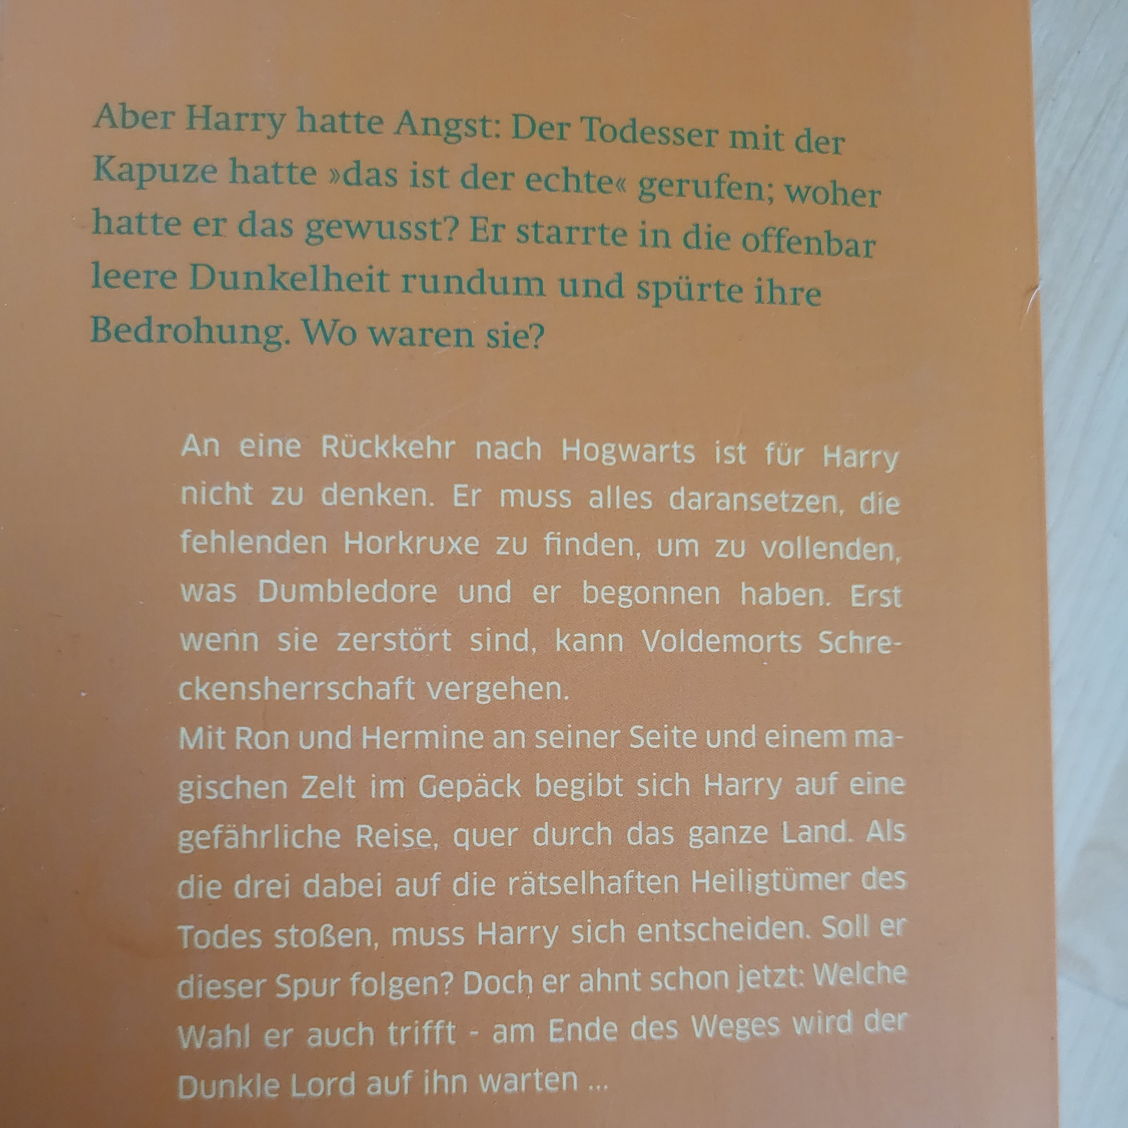 Aber Harry hatte Angst: Der Todesser mit der
Kapuze hatte »das ist der echte« gerufen; woher
hatte er das gewusst? Er starrte in die offenbar
leere Dunkelheit rundum und spürte ihre
Bedrohung. Wo waren sie?
An eine Rückkehr nach Hogwarts ist für Harry
nicht zu denken. Er muss alles daransetzen, die
fehlenden Horkruxe zu finden, um zu vollenden,
was Dumbledore und er begonnen haben. Erst
wenn sie zerstört sind, kann Voldemorts Schre-
ckensherrschaft vergehen.
Mit Ron und Hermine an seiner Seite und einem ma-
gischen Zelt im Gepäck begibt sich Harry auf eine
gefährliche Reise, quer durch das ganze Land. Als
die drei dabei auf die rätselhaften Heiligtümer des
Todes stoßen, muss Harry sich entscheiden. Soll er
dieser Spur folgen? Doch er ahnt schon jetzt: Welche
Wahl er auch trifft - am Ende des Weges wird der
Dunkle Lord auf ihn warten ...